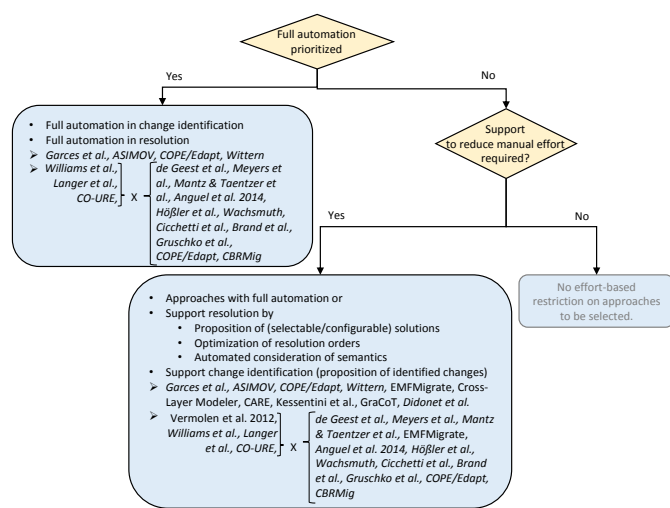 Full automation
prioritized
Yes
No
• Full automation in change identification
• Full automation in resolution
➢ Garces et al., ASIMOV, COPE/Edapt, Wittern
➢ Williams et al.,
Langer et al.,
CO-URE,
X
de Geest et al., Meyers et
al., Mantz & Taentzer et
al., Anguel et al. 2014,
Hößler et al., Wachsmuth,
Cicchetti et al., Brand et al.,
Gruschko et al.,
COPE/Edapt, CBRMig
Support
to reduce manual effort
required?
Yes
No
• Approaches with full automation or
• Support resolution by
• Proposition of (selectable/configurable) solutions
• Optimization of resolution orders
• Automated consideration of semantics
• Support change identification (proposition of identified changes)
➢ Garces et al., ASIMOV, COPE/Edapt, Wittern, EMFMigrate, Cross-
Layer Modeler, CARE, Kessentini et al., GraCoT, Didonet et al.
➢ Vermolen et al. 2012,
Williams et al., Langer
et al., CO-URE,
X
de Geest et al., Meyers et al., Mantz
& Taentzer et al., EMFMigrate,
Anguel et al. 2014, Hößler et al.,
Wachsmuth, Cicchetti et al., Brand
et al., Gruschko et al., COPE/Edapt,
CBRMig
No effort-based
restriction on approaches
to be selected.